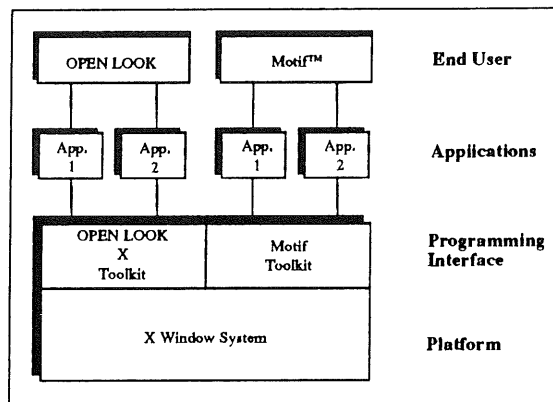 OPEN LOOK
Motif™
End User
App.
1
App.
2
App.
1
App.
2
Applications
OPEN LOOK
X
Toolkit
Motif
Toolkit
Programming
Interface
X Window System
Platform